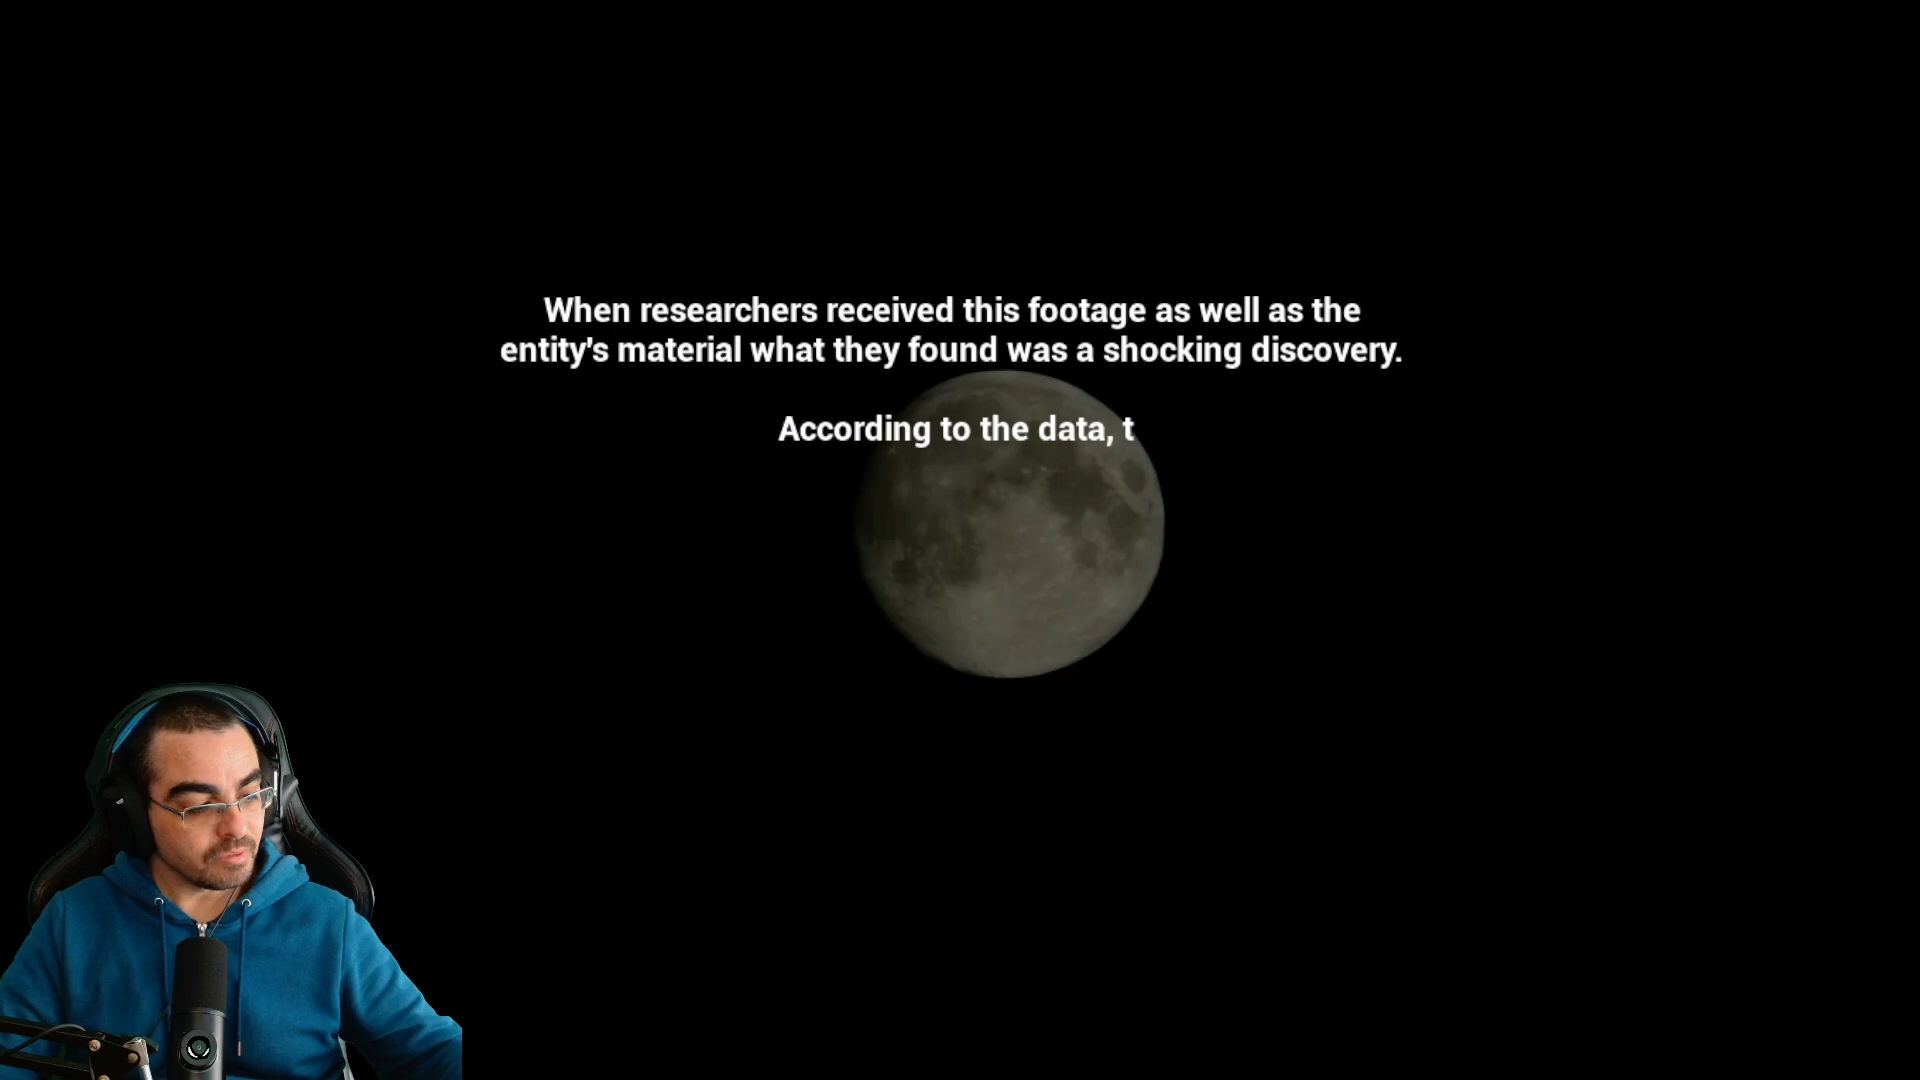 When researchers received this footage as well as the
entity's material what they found was a shocking discovery.
According to the data, t